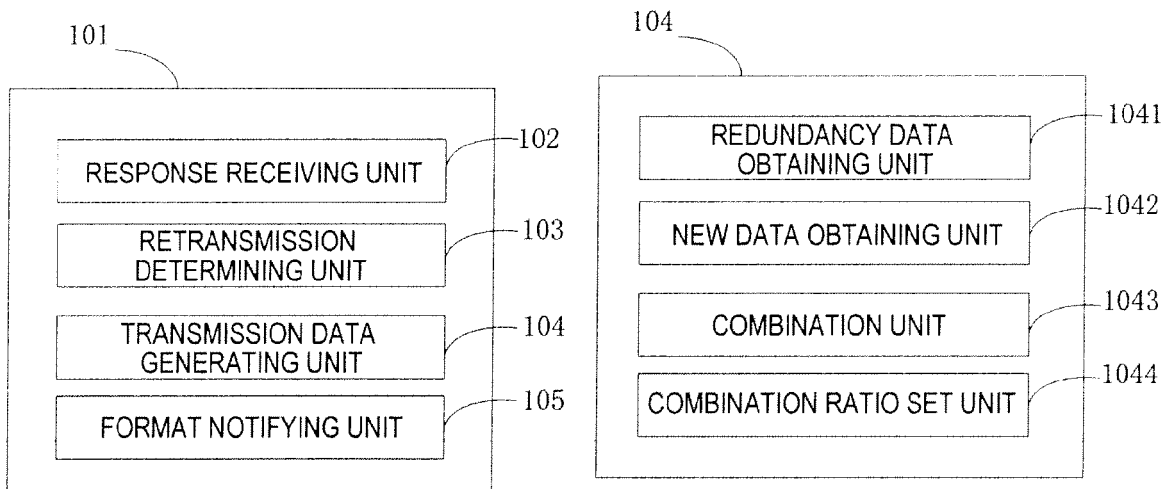 101
RESPONSE RECEIVING UNIT
102
RETRANSMISSION
DETERMINING UNIT
103
TRANSMISSION DATA
GENERATING UNIT
104
FORMAT NOTIFYING UNIT
105
104
REDUNDANCY DATA
OBTAINING UNIT
1041
NEW DATA OBTAINING UNIT
1042
COMBINATION UNIT
1043
COMBINATION RATIO SET UNIT
1044